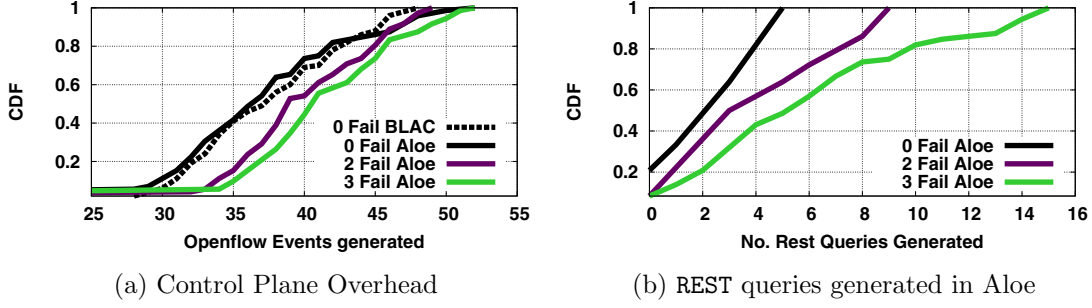 CDF
1
0.8
0.6
0.4
0.2
0 Fail BLAC
0 Fail Aloe
2 Fail Aloe
3 Fail Aloe
25 30 35 40 45 50 55
Openflow Events generated
(a) Control Plane Overhead
CDF
1
0.8
0.6
0.4
0.2
0 Fail Aloe
2 Fail Aloe
3 Fail Aloe
0 2 4 6 8 10 12 14 16
No. Rest Queries Generated
(b) REST queries generated in Aloe